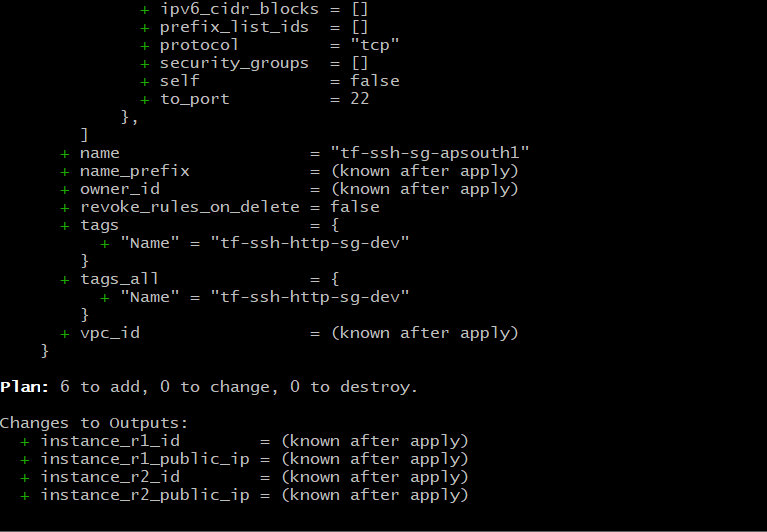 + ipv6_cidr_blocks = []
+ prefix_list_ids  = []
+ protocol         = "tcp"
+ security_groups  = []
+ self             = false
+ to_port          = 22
},
]
+ name                   = "tf-ssh-sg-apsouth1"
+ name_prefix            = (known after apply)
+ owner_id               = (known after apply)
+ revoke_rules_on_delete = false
+ tags                   = {
+ "Name" = "tf-ssh-http-sg-dev"
}
+ tags_all               = {
+ "Name" = "tf-ssh-http-sg-dev"
}
+ vpc_id                 = (known after apply)
}
Plan: 6 to add, 0 to change, 0 to destroy.
Changes to Outputs:
+ instance_r1_id        = (known after apply)
+ instance_r1_public_ip = (known after apply)
+ instance_r2_id        = (known after apply)
+ instance_r2_public_ip = (known after apply)